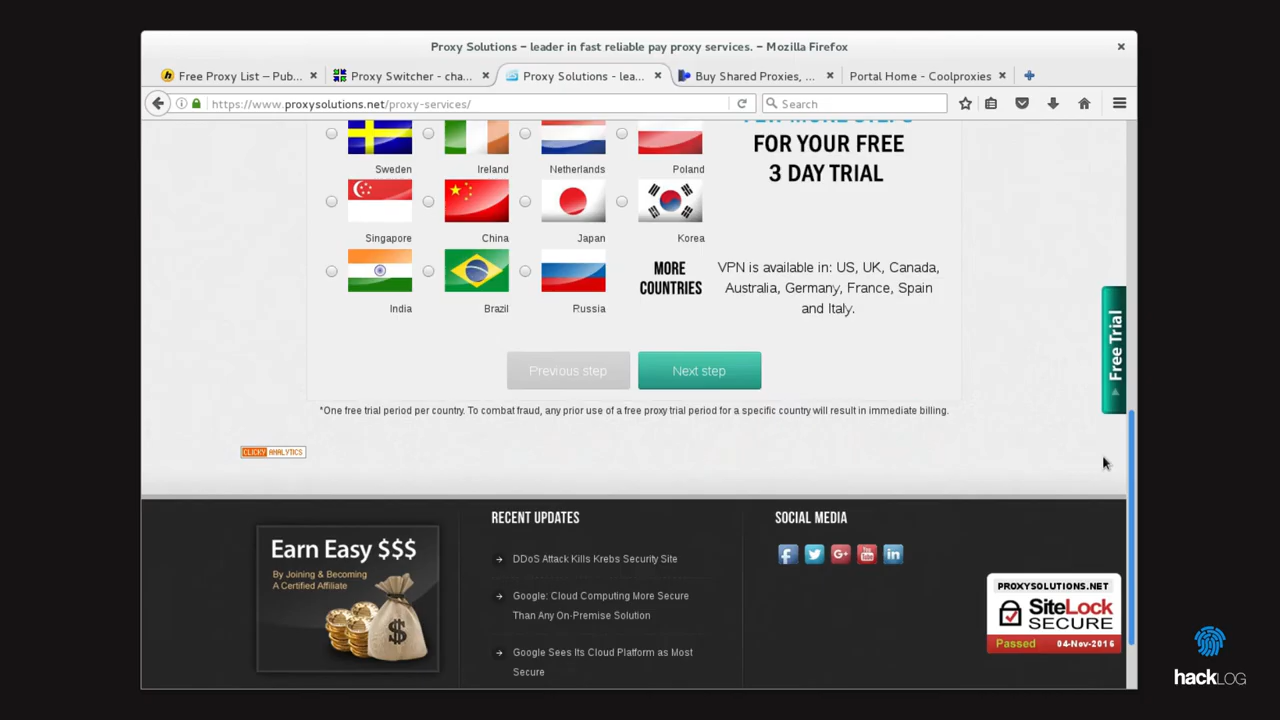 Proxy Solutions – leader in fast reliable pay proxy services. – Mozilla Firefox
Free Proxy List – Pub...
Proxy Switcher - cha...
Proxy Solutions - lea...
Buy Shared Proxies, ...
Portal Home - Coolproxies
https://www.proxysolutions.net/proxy-services/
Search
FOR YOUR FREE
3 DAY TRIAL
Sweden
Ireland
Netherlands
Poland
Singapore
China
Japan
Korea
MORE
COUNTRIES
VPN is available in: US, UK, Canada,
Australia, Germany, France, Spain
and Italy.
India
Brazil
Russia
Free Trial
Previous step
Next step
*One free trial period per country. To combat fraud, any prior use of a free proxy trial period for a specific country will result in immediate billing.
CLICKY ANALYTICS
Earn Easy $$$
By Joining & Becoming
A Certified Affiliate
$
RECENT UPDATES
DDoS Attack Kills Krebs Security Site
Google: Cloud Computing More Secure
Than Any On-Premise Solution
Google Sees Its Cloud Platform as Most
Secure
SOCIAL MEDIA
PROXYSOLUTIONS.NET
SiteLock
SECURE
Passed 04-Nov-2016
hackLOG